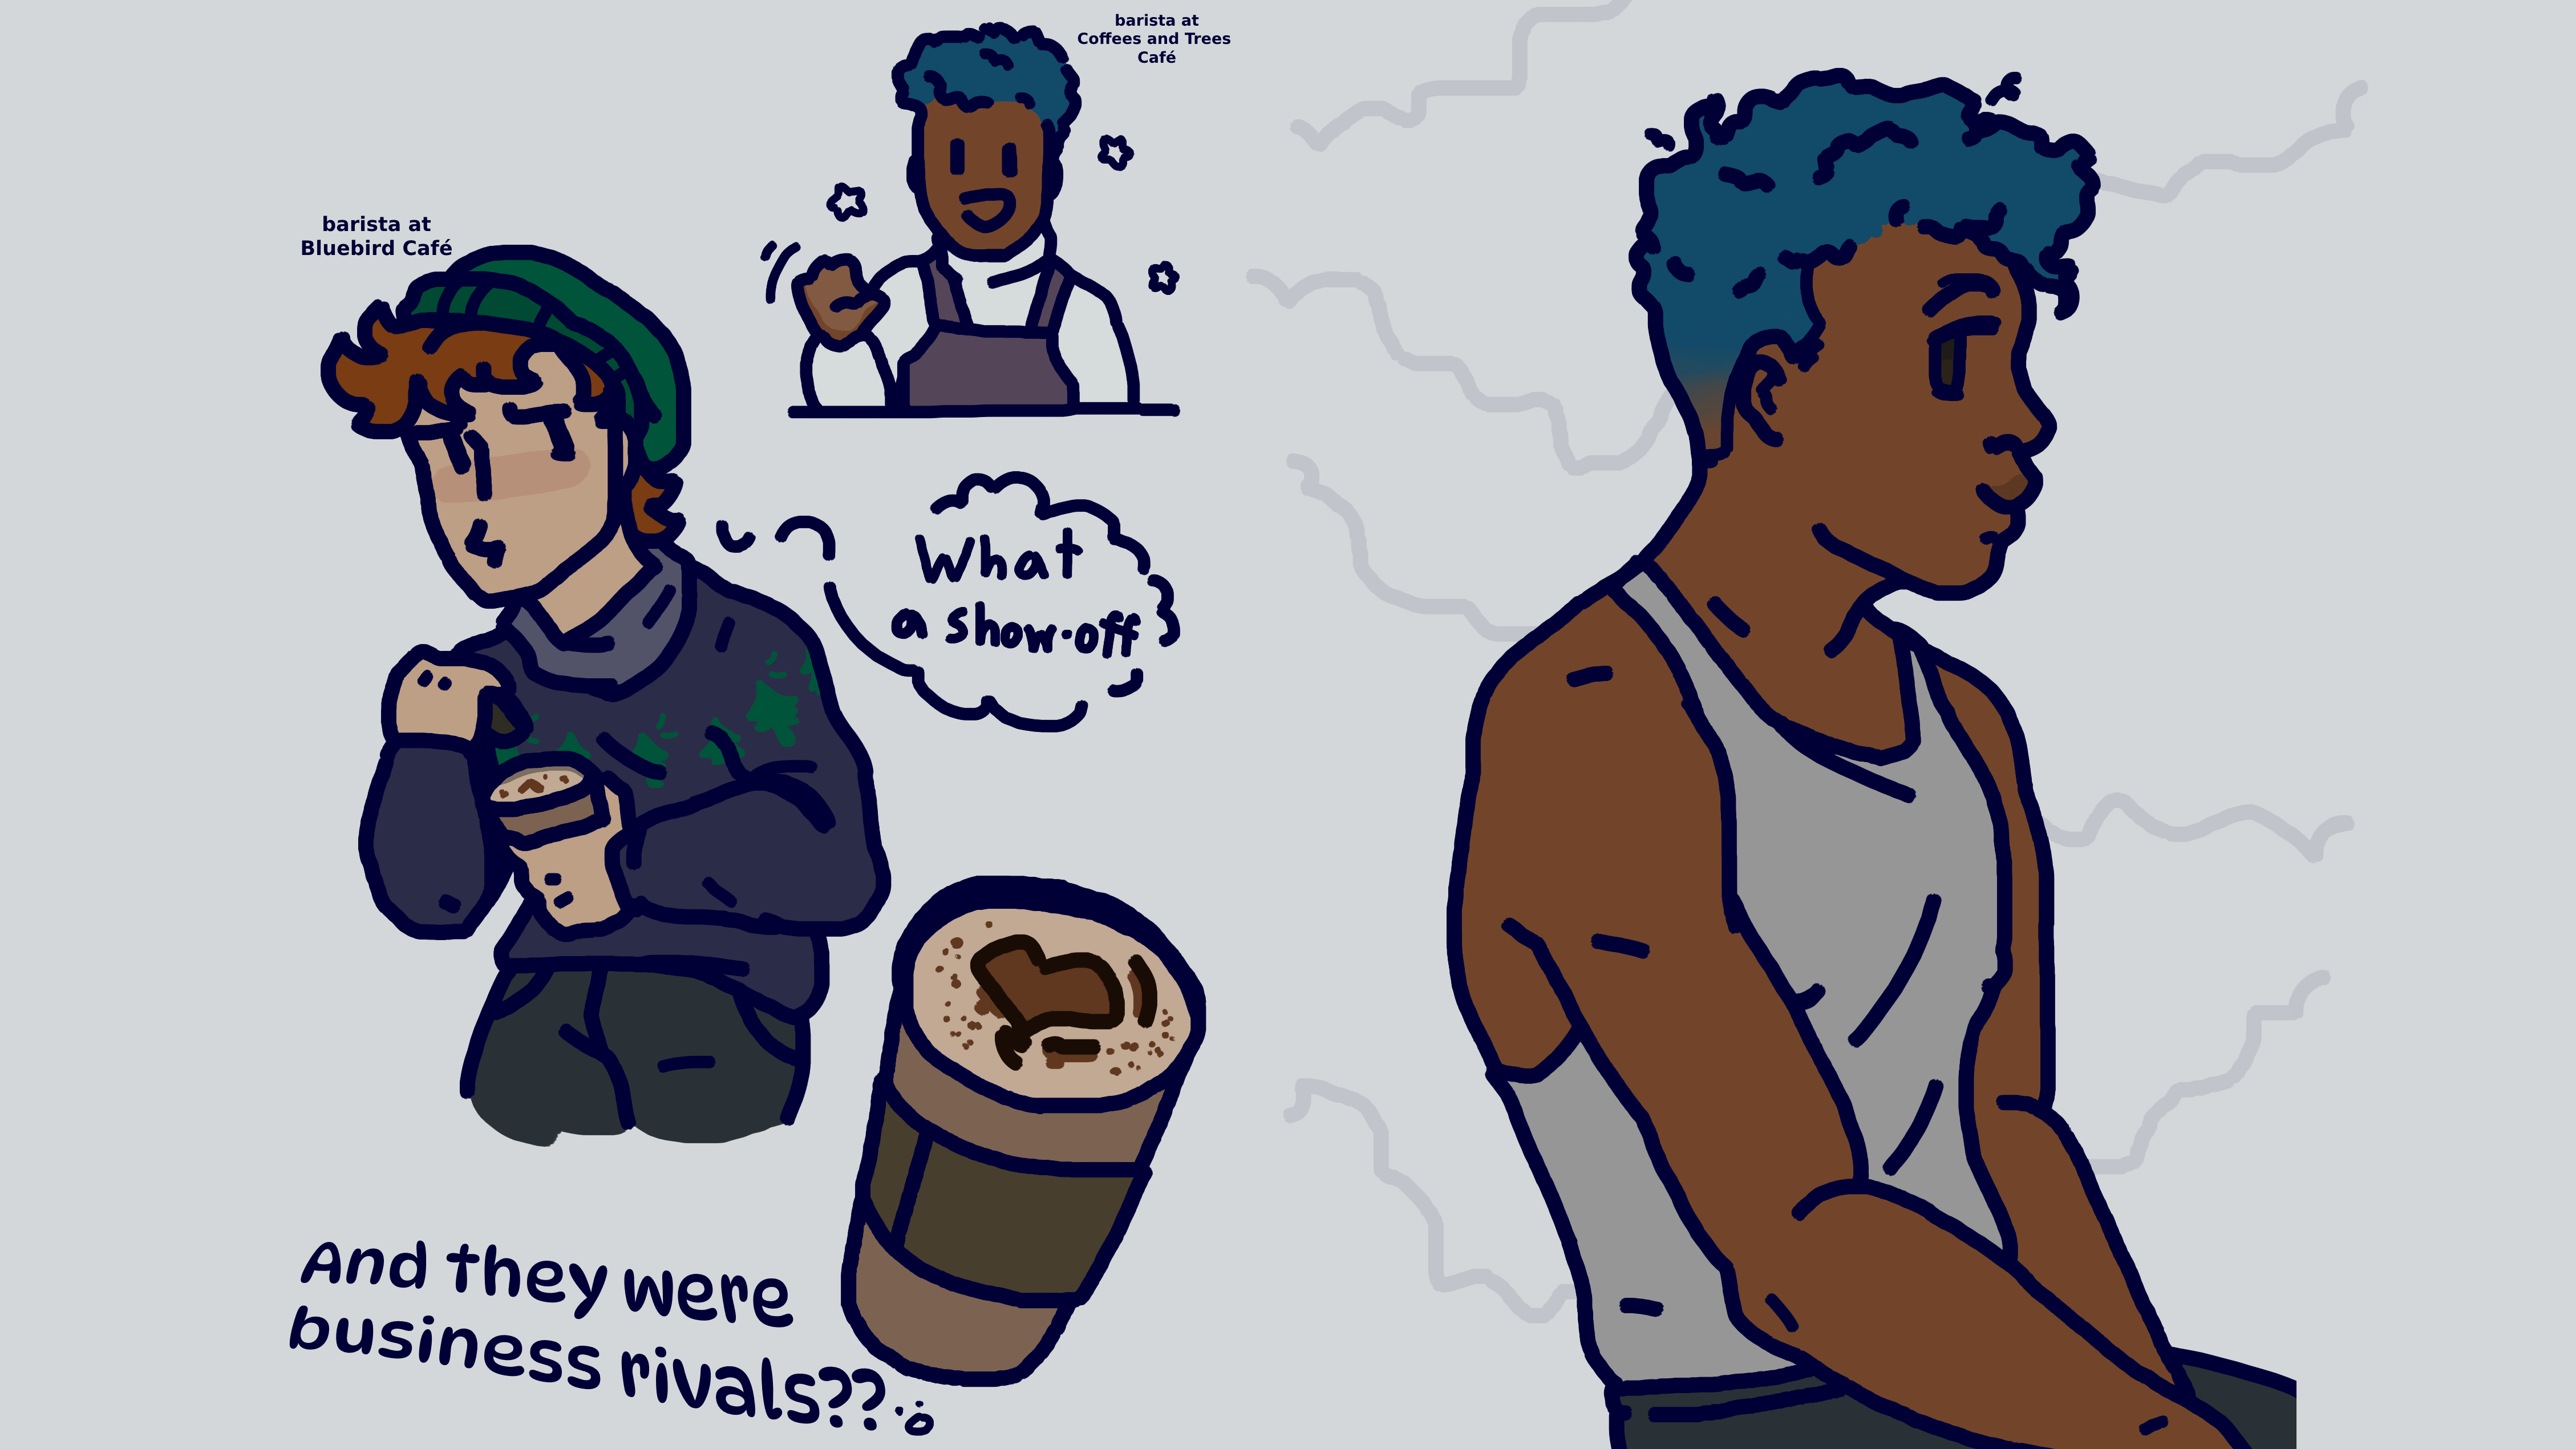 barista at
Coffees and Trees
Café
barista at
Bluebird Café
What
a show-off
And they were
business rivals??